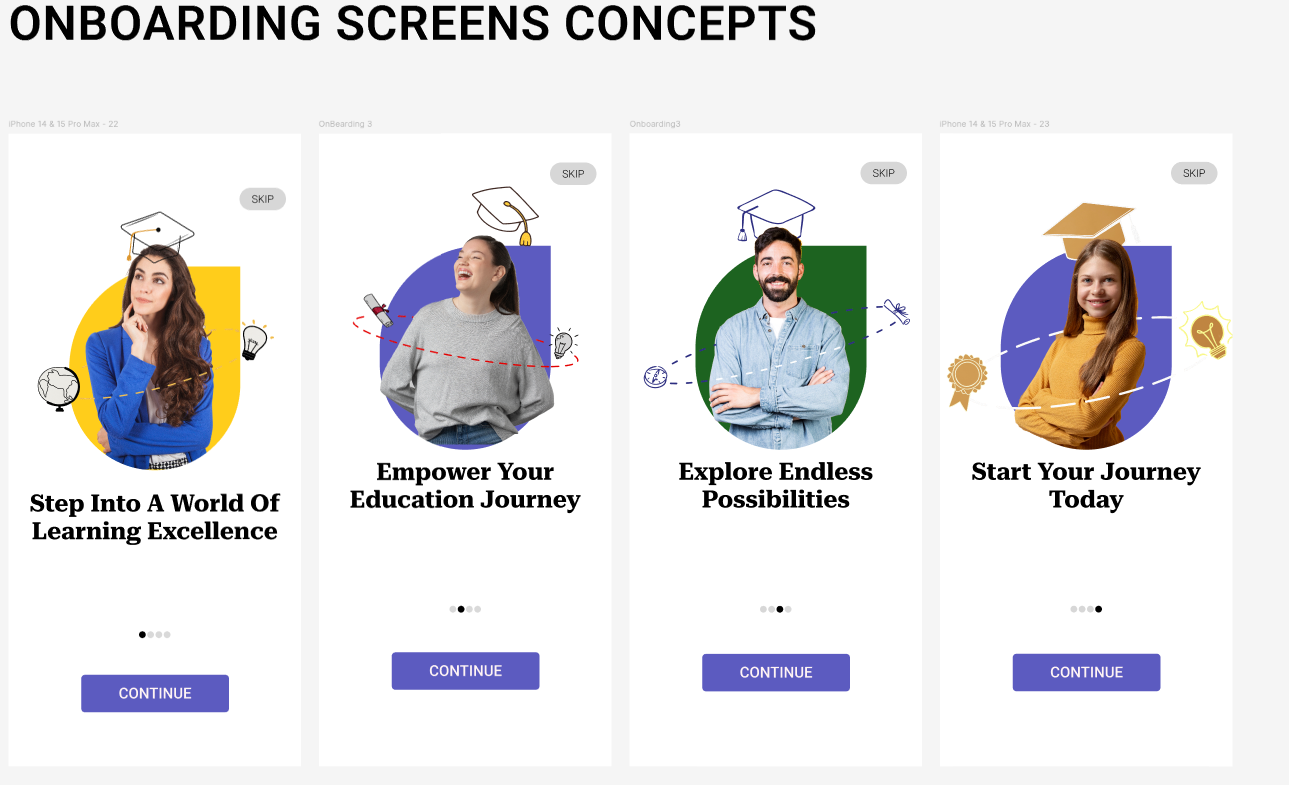 ONBOARDING SCREENS CONCEPTS
iPhone 14 & 15 Pro Max - 22
SKIP
Step Into A World Of
Learning Excellence
CONTINUE
OnBearding 3
SKIP
Empower Your
Education Journey
CONTINUE
Onboarding3
SKIP
Explore Endless
Possibilities
CONTINUE
iPhone 14 & 15 Pro Max - 23
SKIP
Start Your Journey
Today
CONTINUE